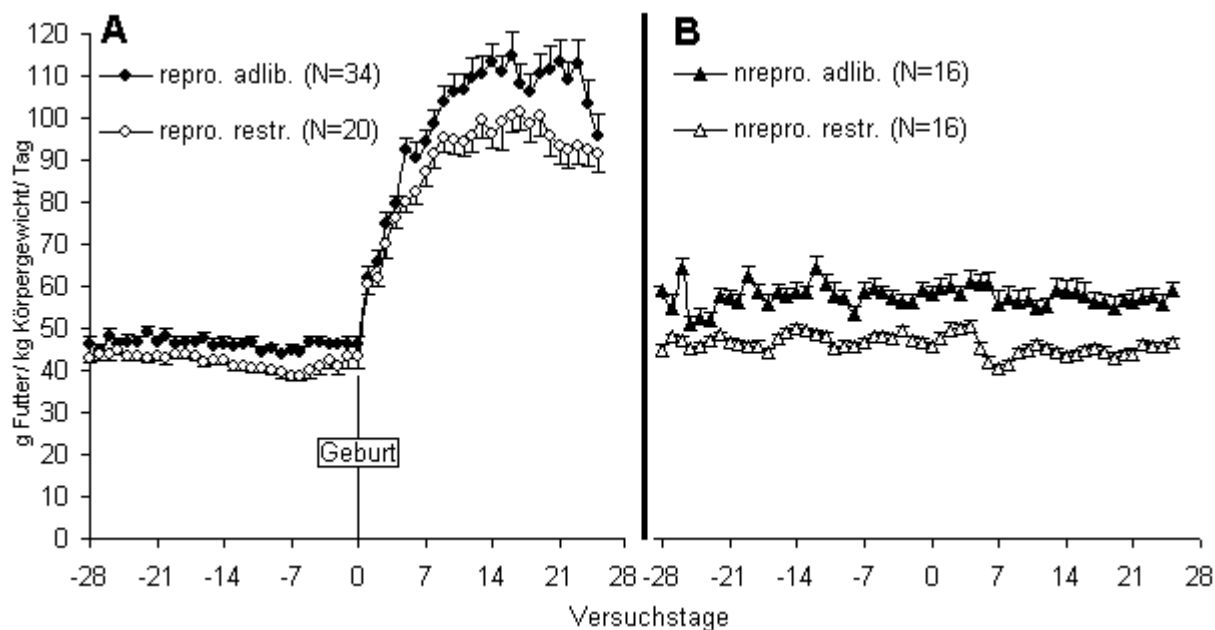 A
B
repro. adlib. (N=34)
repro. restr. (N=20)
nrepro. adlib. (N=16)
nrepro. restr. (N=16)
g Futter/ kg Körpergewicht/ Tag
120
110
100
90
80
70
60
50
40
30
20
10
0
Geburt
-28 -21 -14 -7 0 7 14 21 28
-28 -21 -14 -7 0 7 14 21 28
Versuchstage